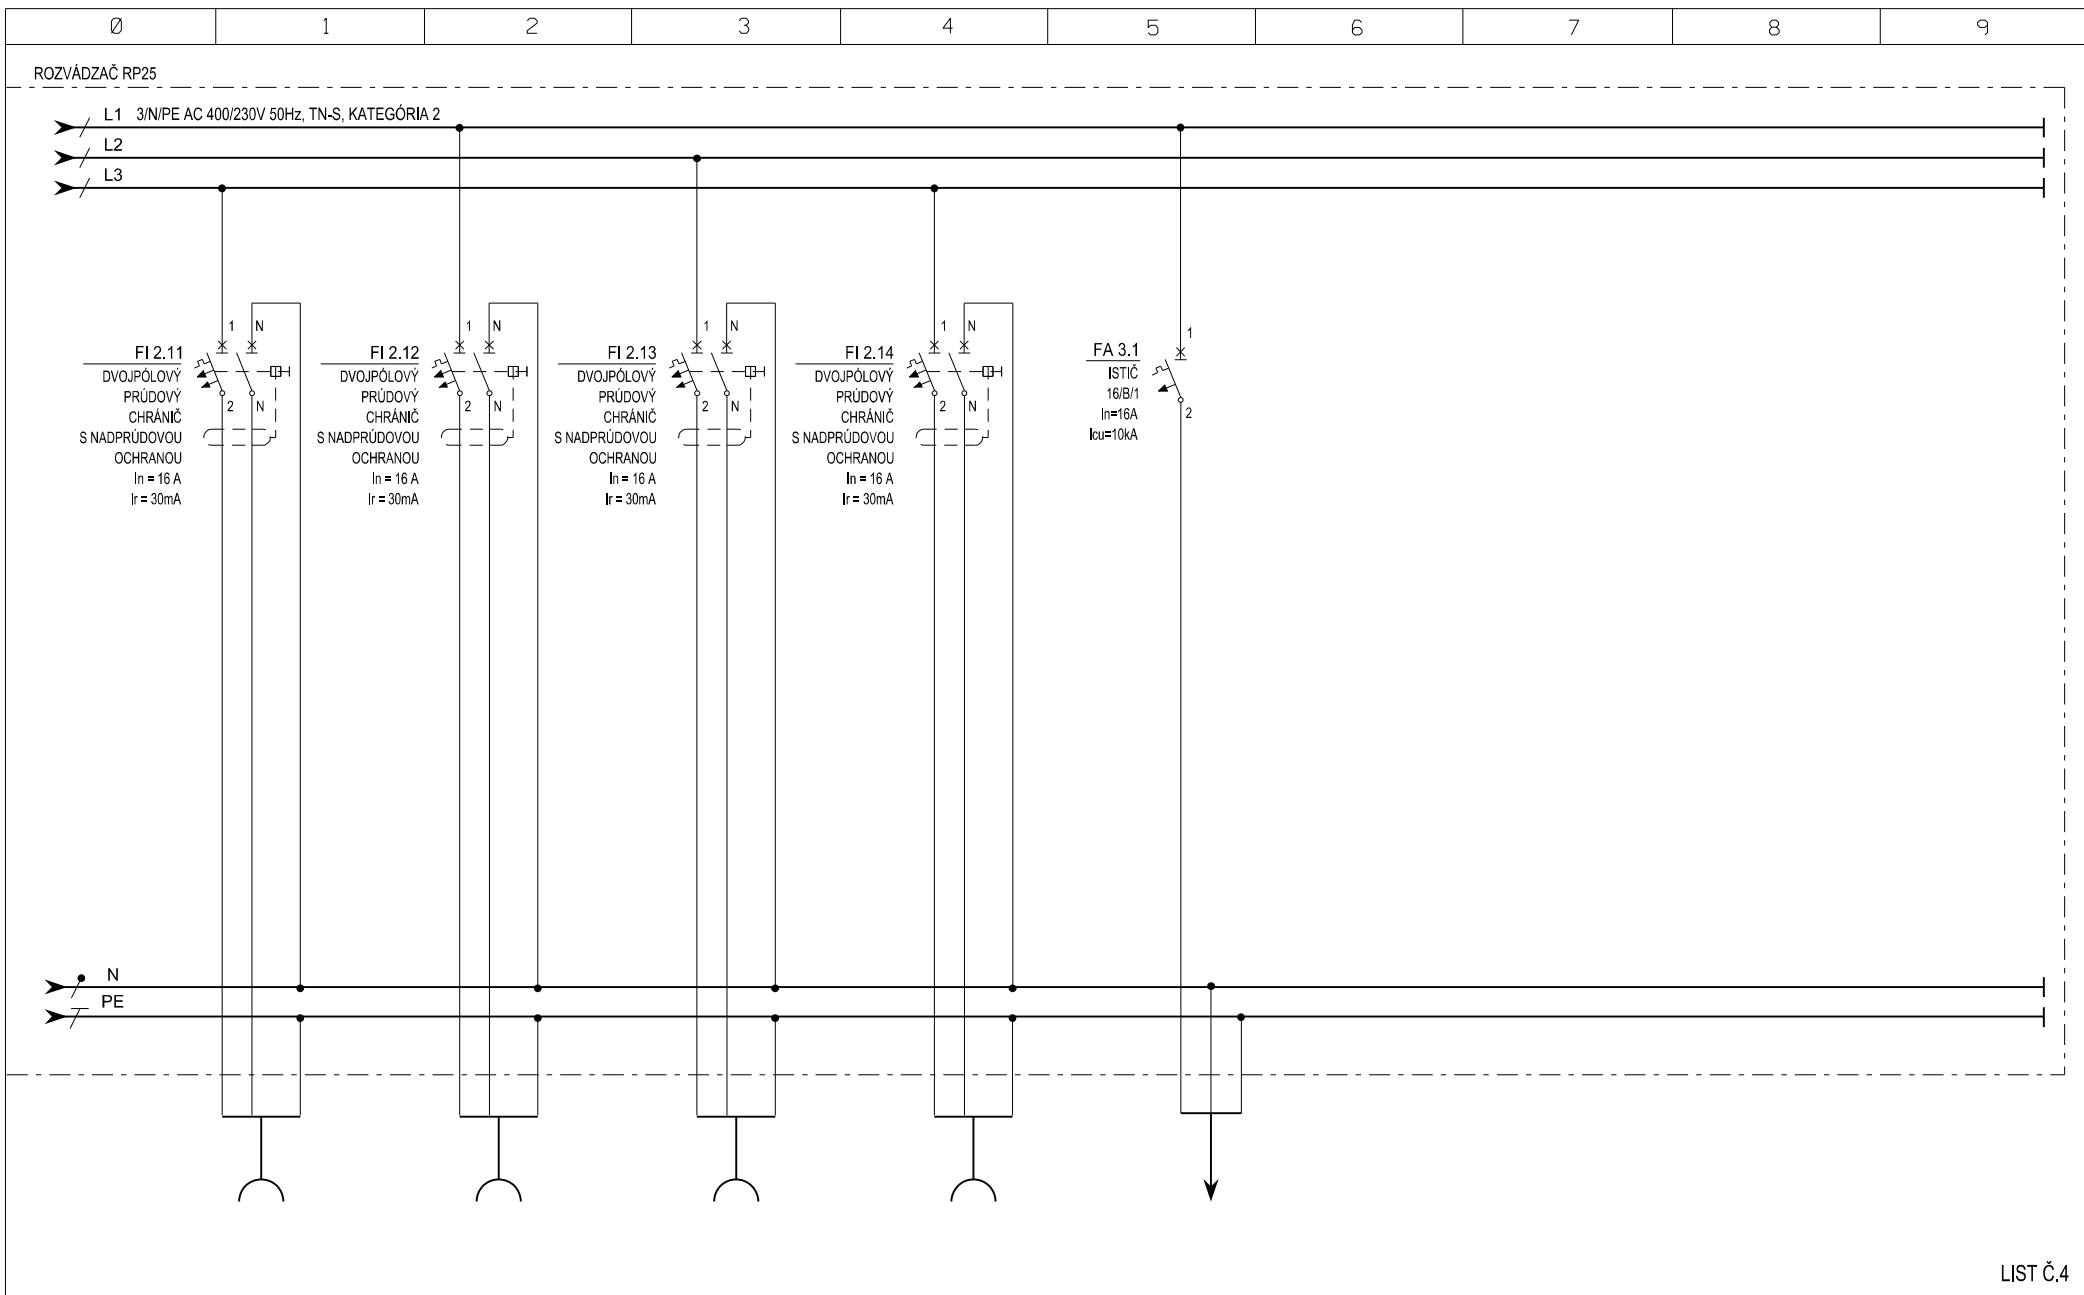 Ø 1 2 3 4 5 6 7 8 9
ROZVÁDZAČ RP25
L1 3/N/PE AC 400/230V 50Hz, TN-S, KATEGÓRIA 2
L2
L3
1 N
FI 2.11
DVOJPÓLOVÝ
PRÚDOVÝ
CHRÁNIČ
S NADPRÚDOVOU
OCHRANOU
In = 16 A
Ir = 30mA
2 N
1 N
FI 2.12
DVOJPÓLOVÝ
PRÚDOVÝ
CHRÁNIČ
S NADPRÚDOVOU
OCHRANOU
In = 16 A
Ir = 30mA
2 N
1 N
FI 2.13
DVOJPÓLOVÝ
PRÚDOVÝ
CHRÁNIČ
S NADPRÚDOVOU
OCHRANOU
In = 16 A
Ir = 30mA
2 N
1 N
FI 2.14
DVOJPÓLOVÝ
PRÚDOVÝ
CHRÁNIČ
S NADPRÚDOVOU
OCHRANOU
In = 16 A
Ir = 30mA
2 N
1
FA 3.1
ISTIČ
16/B/1
In=16A
Icu=10kA
2
N
PE
LIST Č.4